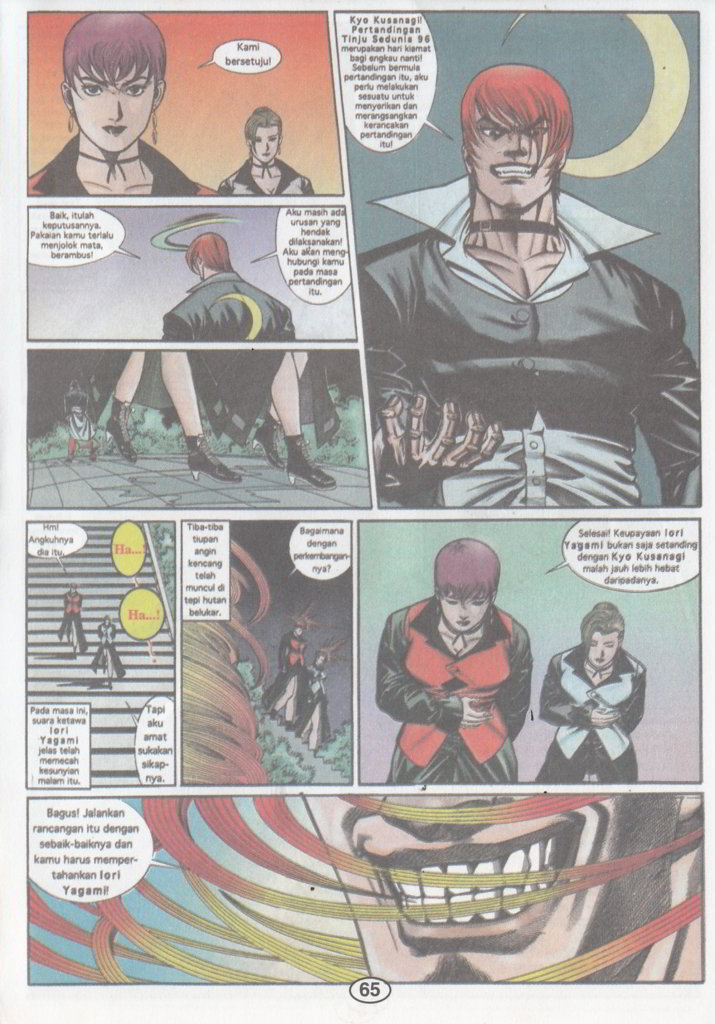 Kami
bersetuju!
Kyo Kusanagi!
Pertandingan
Tinju Sedunia 96
merupakan hari kiamat
bagi engkau nanti!
Sebelum bermula
pertandingan itu, aku
perlu melakukan
sesuatu untuk
menyerikan dan
merangsangkan
kerancakan
pertandingan
itu!
Baik, itulah
keputusannya.
Pakaian kamu terlalu
menjolok mata,
berambus!
Aku masih ada
urusan yang
hendak
dilaksanakan!
Aku akan meng-
hubungi kamu
pada masa
pertandingan
itu.
Hm!
Angkuhnya
dia itu.
Ha...!
Ha...!
Pada masa ini,
suara ketawa
Iori
Yagami
jelas telah
memecah
kesunyian
malam itu.
Tapi
aku
amat
sukakan
sikap-
nya.
Tiba-tiba
tiupan
angin
kencang
telah
muncul di
tepi hutan
belukar.
Bagaimana
dengan
perkembangan-
nya?
Selesai! Keupayaan Iori
Yagami bukan saja setanding
dengan Kyo Kusanagi
malah jauh lebih hebat
daripadanya.
Bagus! Jalankan
rancangan itu dengan
sebaik-baiknya dan
kamu harus memper-
tahankan Iori
Yagami!
65